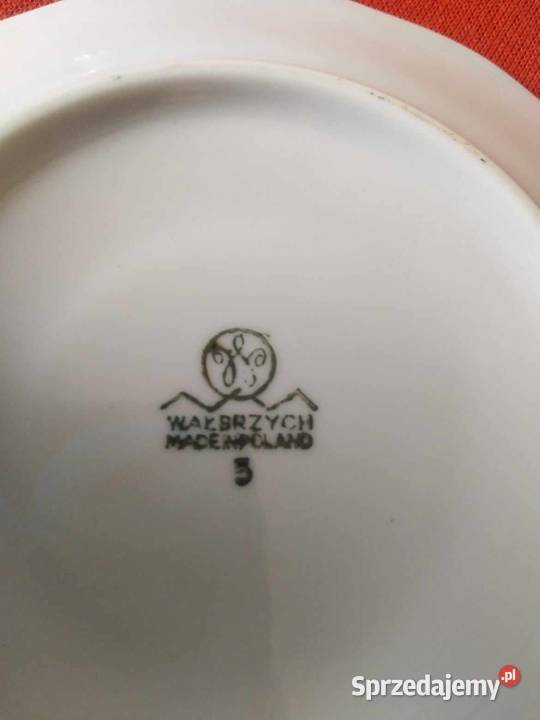 WAŁBRZYCH
MADE IN POLAND
5
Sprzedajemy.pl